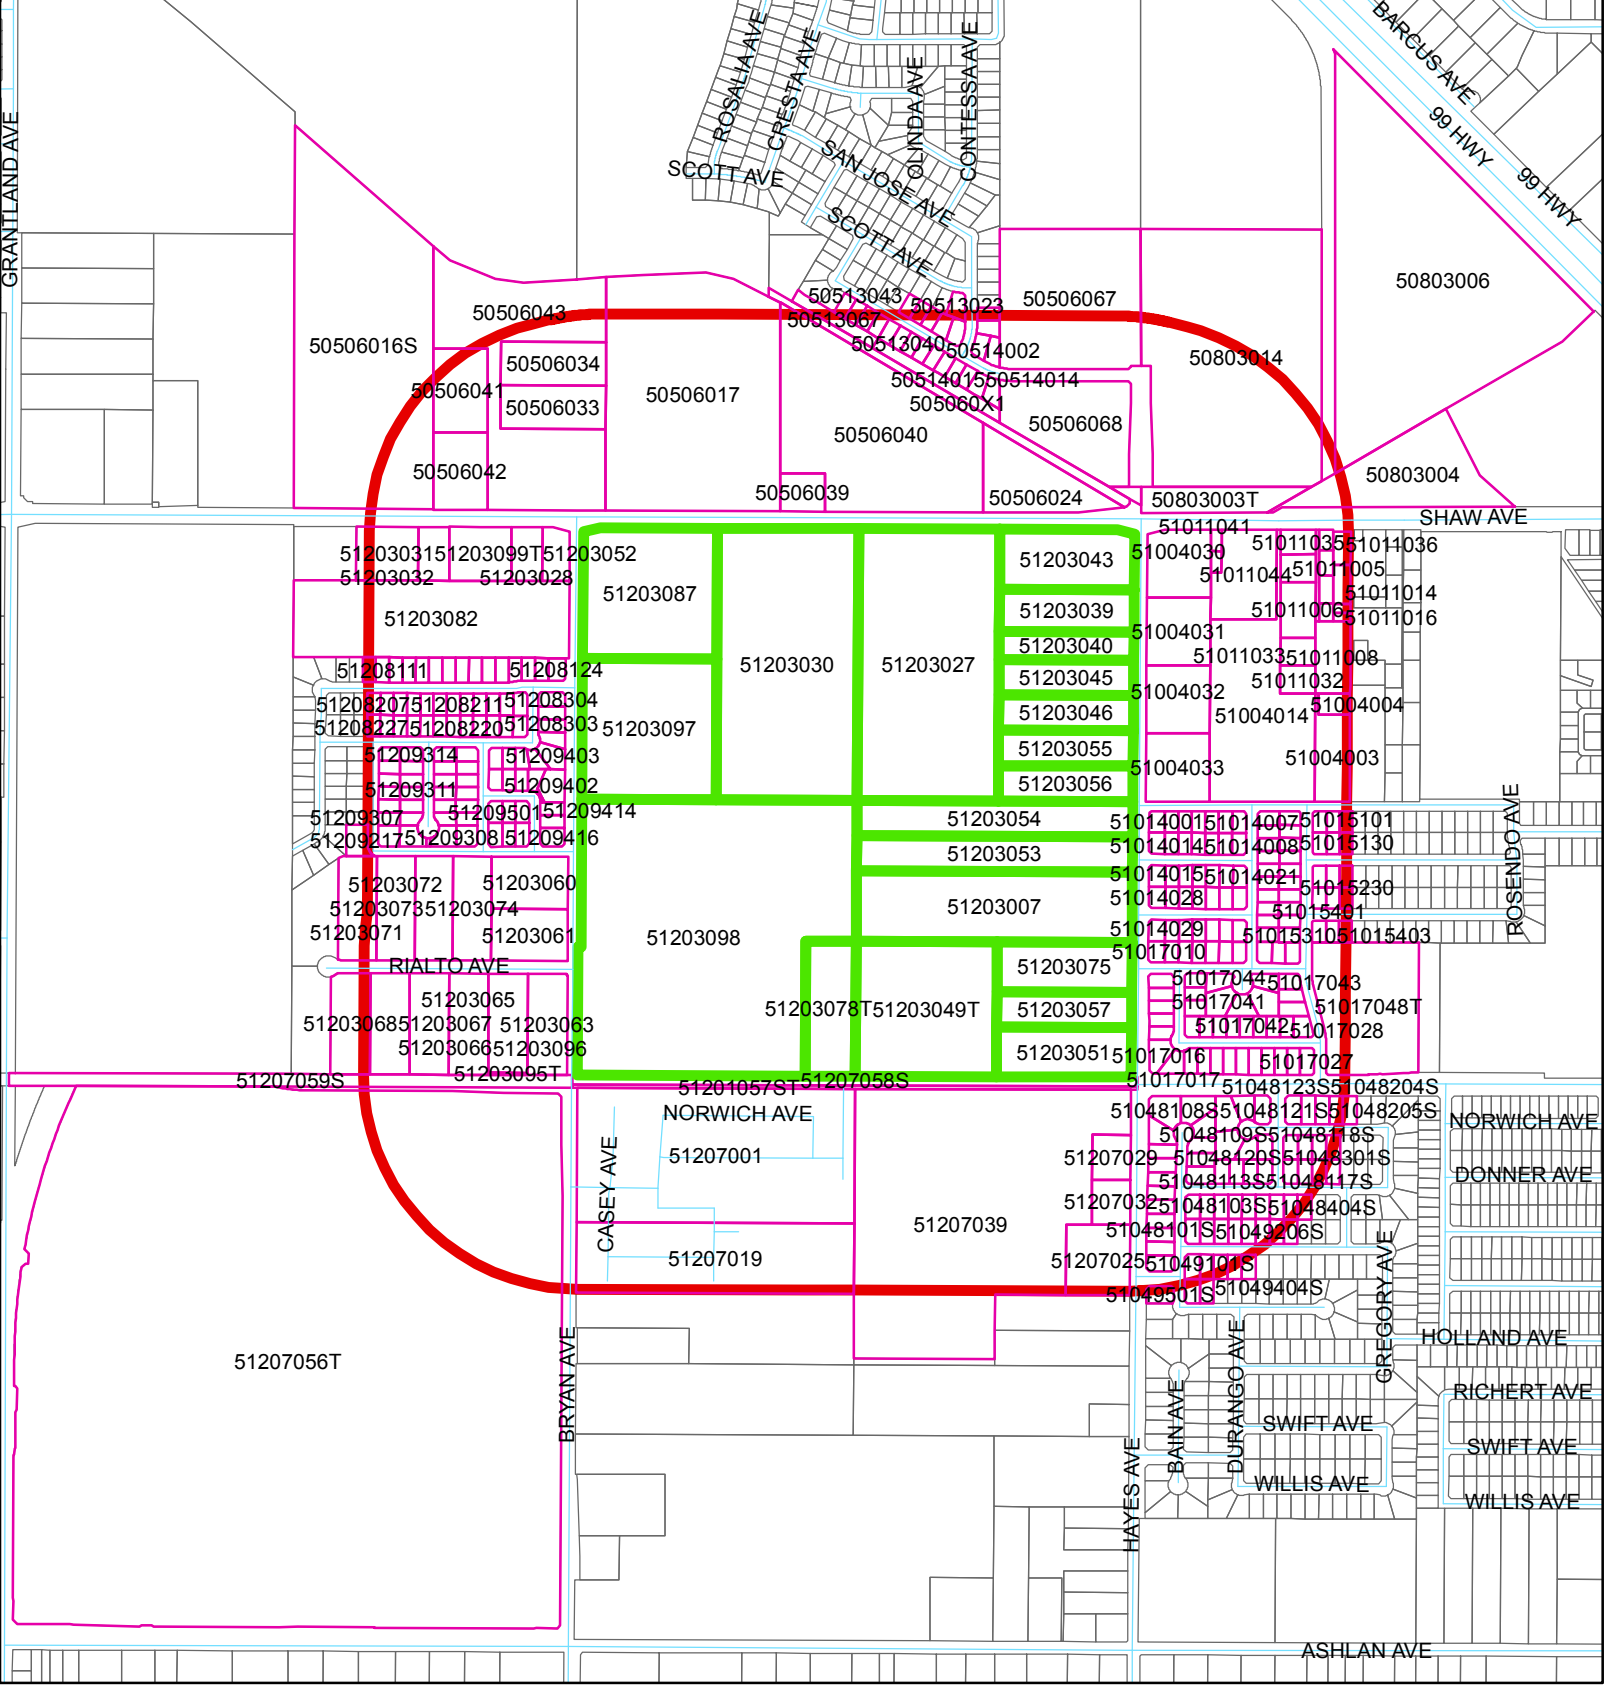 BARCUS AVE
ROSALIA AVE
CRESTA AVE
OLINDA AVE
CONTESSA AVE
GRANTLAND AVE
99 HWY
99 HWY
SCOTT AVE
SAN JOSE AVE
SCOTT AVE
50803006
50513043
50513023
50506067
50506043
50513067
50506016S
50513040
50514002
50803014
50506034
50514015
50514014
50506041
50506017
505060X1
50506033
50506068
50506040
50506042
50803004
50506039
50506024
50803003T
SHAW AVE
51011041
51203031
51203099T
51203052
51004030
51011035
51011036
51203032
51203028
51203043
51011044
51011005
51203087
51011014
51203082
51203039
51011006
51011016
51004031
51203040
51208111
51208124
51203030
51203027
51011033
51011008
51203045
51011032
51208207
51208211
51208304
51004032
51004004
51203046
51004014
51208227
51208220
51208303
51203097
51203055
51209314
51209403
51004003
51209311
51209402
51203056
51004033
51209307
51209501
51209414
51203054
51014001
51014007
51015101
51209217
51209308
51209416
51203053
51014014
51014008
51015130
ROSENDO AVE
51203072
51203060
51014015
51014021
51015230
51203073
51203074
51203007
51014028
51015401
51203071
51203061
51203098
51014029
51015310
51015403
51017010
RIALTO AVE
51203075
51017044
51017043
51203065
51203078T
51203049T
51203057
51017041
51017048T
51203068
51203067
51203063
51017042
51017028
51203066
51203096
51203051
51017016
51017027
51207059S
51203095T
51201057ST
51207058S
51017017
51048123S
51048204S
NORWICH AVE
51048108S
51048121S
51048205S
NORWICH AVE
51048109S
51048118S
CASEY AVE
51207001
51207029
51048120S
51048301S
DONNER AVE
51048113S
51048117S
51207032
51048103S
51048404S
51207039
51048101S
51049206S
51207019
51207025
51049101S
51049404S
51049501S
GREGORY AVE
51207056T
HOLLAND AVE
BRYAN AVE
DURANGO AVE
BAIN AVE
RICHERT AVE
SWIFT AVE
SWIFT AVE
HAYES AVE
WILLIS AVE
WILLIS AVE
ASHLAN AVE